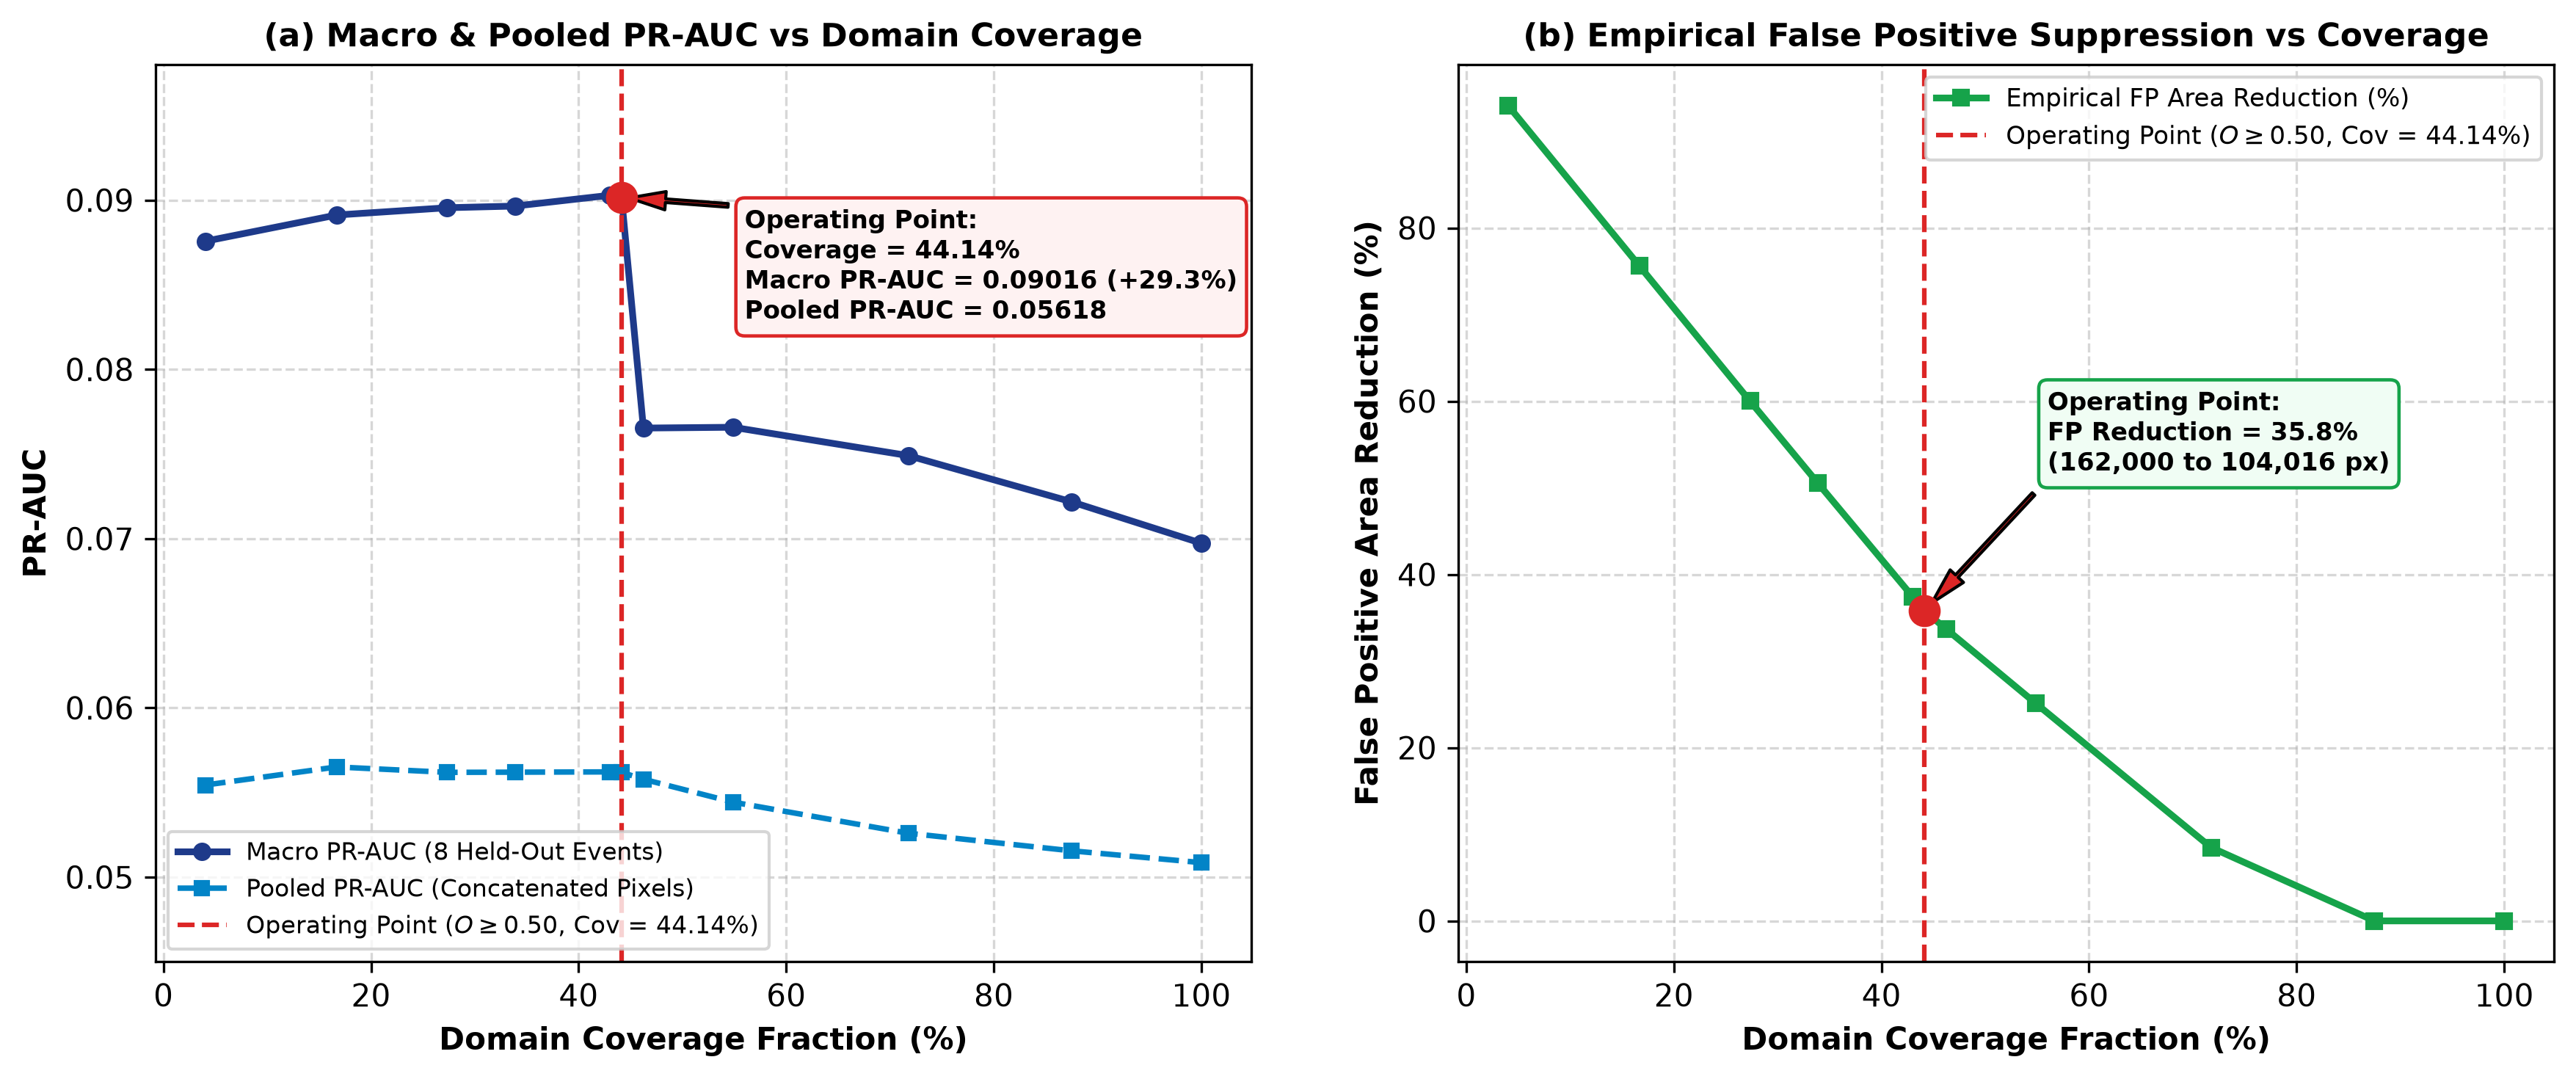 (a) Macro & Pooled PR-AUC vs Domain Coverage
PR-AUC
0.09
0.08
0.07
0.06
0.05
Operating Point:
Coverage = 44.14%
Macro PR-AUC = 0.09016 (+29.3%)
Pooled PR-AUC = 0.05618
Macro PR-AUC (8 Held-Out Events)
Pooled PR-AUC (Concatenated Pixels)
Operating Point (O ≥ 0.50, Cov = 44.14%)
0 20 40 60 80 100
Domain Coverage Fraction (%)
(b) Empirical False Positive Suppression vs Coverage
False Positive Area Reduction (%)
80
60
40
20
0
Empirical FP Area Reduction (%)
Operating Point (O ≥ 0.50, Cov = 44.14%)
Operating Point:
FP Reduction = 35.8%
(162,000 to 104,016 px)
0 20 40 60 80 100
Domain Coverage Fraction (%)